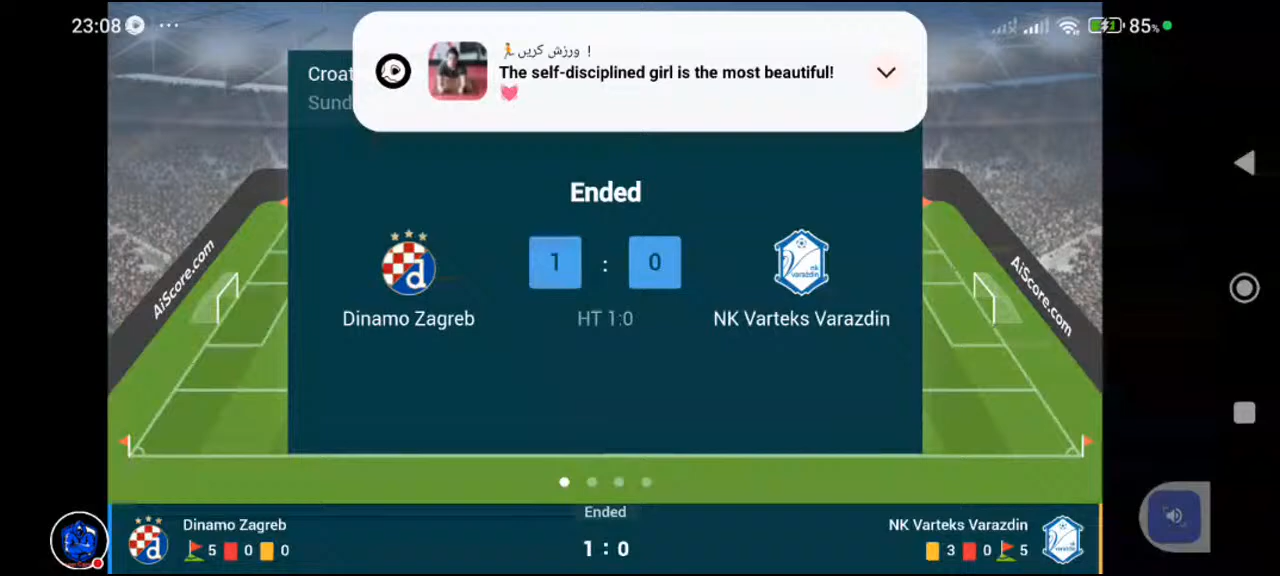 23:08
85%
ورزش کریں !
The self-disciplined girl is the most beautiful!
Croat
Sund
Ended
1 : 0
Dinamo Zagreb
HT 1:0
NK Varteks Varazdin
AiScore.com
AiScore.com
Ended
Dinamo Zagreb
NK Varteks Varazdin
5 0 0
1 : 0
3 0 5